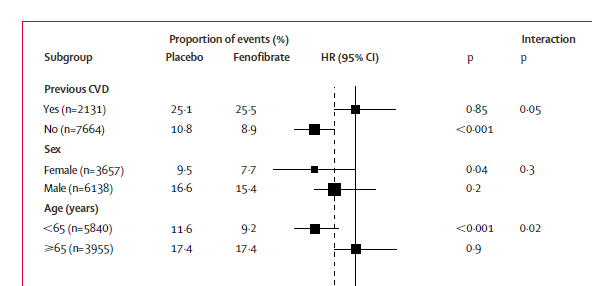 Proportion of events (%) Interaction
Subgroup Placebo Fenofibrate HR (95% CI) p p
Previous CVD
Yes (n=2131) 25·1 25·5 0·85 0·05
No (n=7664) 10·8 8·9 <0·001
Sex
Female (n=3657) 9·5 7·7 0·04 0·3
Male (n=6138) 16·6 15·4 0·2
Age (years)
<65 (n=5840) 11·6 9·2 <0·001 0·02
≥65 (n=3955) 17·4 17·4 0·9